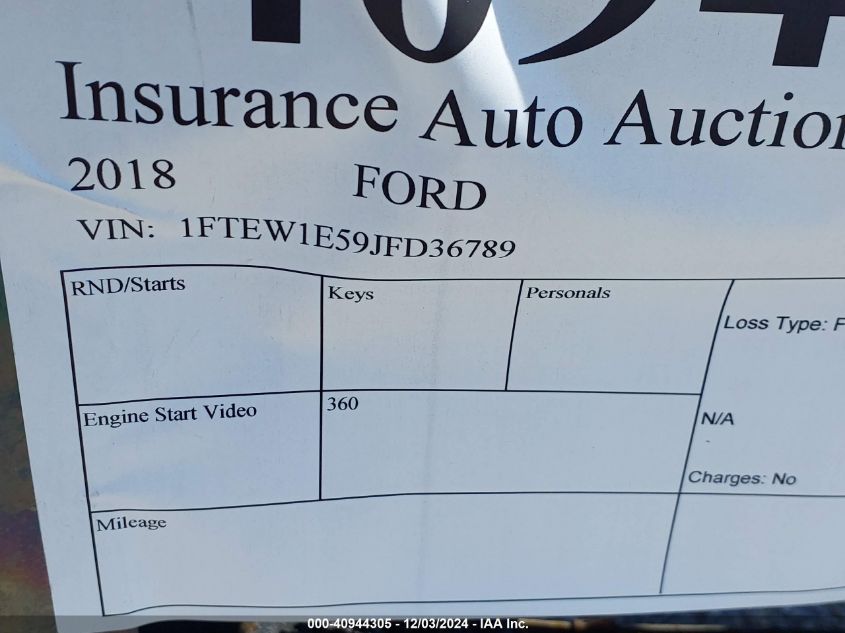 Insurance Auto
2018 FORD
VIN: 1FTEW1E59JFD36789
RND/Starts Keys Personals
Loss Type:
Engine Start Video 360
N/A
Charges: No
Mileage
000-40944305 - 12/03/2024 - IAA Inc.